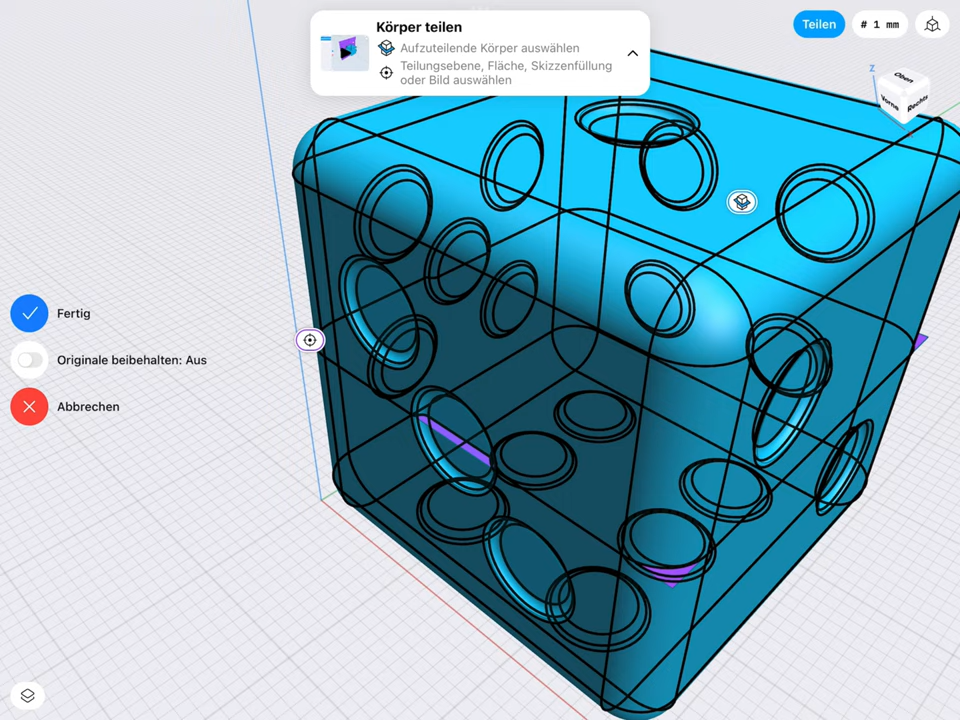 Körper teilen
Aufzuteilende Körper auswählen
Teilungsebene, Fläche, Skizzenfüllung
oder Bild auswählen
Teilen
# 1 mm
Z
Oben
Vorne
Rechts
Fertig
Originale beibehalten: Aus
Abbrechen